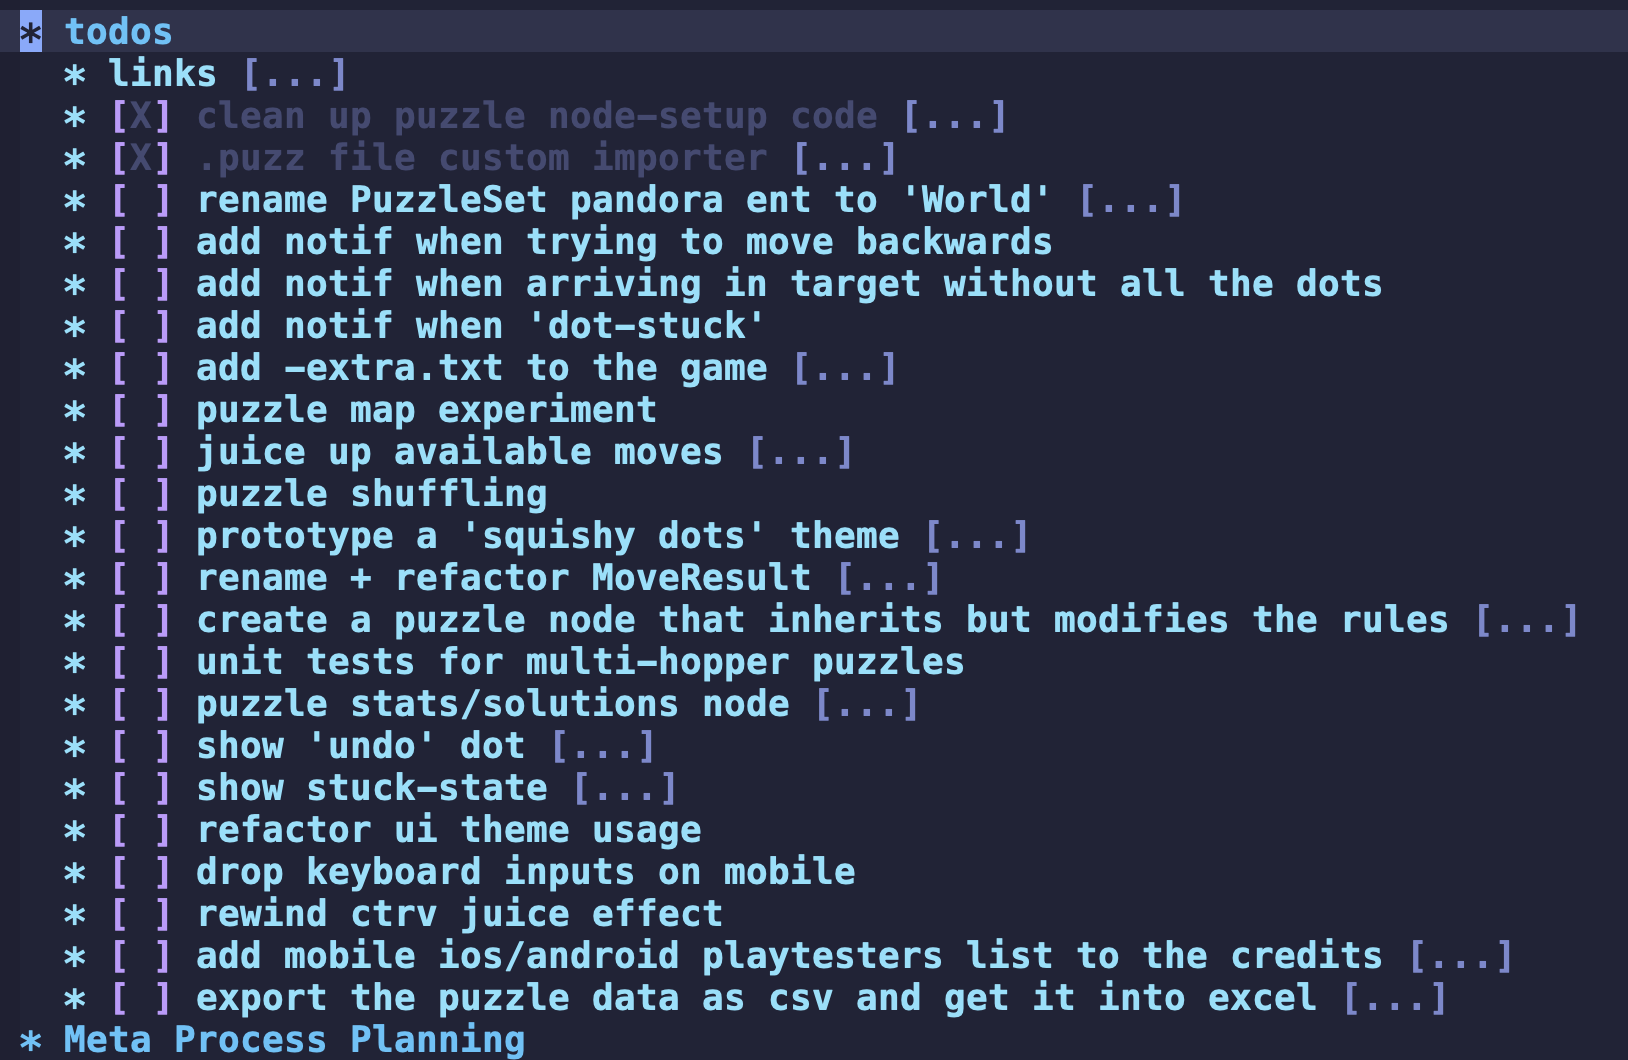 * todos
* links [...]
* [X] clean up puzzle node-setup code [...]
* [X] .puzz file custom importer [...]
* [ ] rename PuzzleSet pandora ent to 'World' [...]
* [ ] add notif when trying to move backwards
* [ ] add notif when arriving in target without all the dots
* [ ] add notif when 'dot-stuck'
* [ ] add -extra.txt to the game [...]
* [ ] puzzle map experiment
* [ ] juice up available moves [...]
* [ ] puzzle shuffling
* [ ] prototype a 'squishy dots' theme [...]
* [ ] rename + refactor MoveResult [...]
* [ ] create a puzzle node that inherits but modifies the rules [...]
* [ ] unit tests for multi-hopper puzzles
* [ ] puzzle stats/solutions node [...]
* [ ] show 'undo' dot [...]
* [ ] show stuck-state [...]
* [ ] refactor ui theme usage
* [ ] drop keyboard inputs on mobile
* [ ] rewind ctrv juice effect
* [ ] add mobile ios/android playtesters list to the credits [...]
* [ ] export the puzzle data as csv and get it into excel [...]
* Meta Process Planning